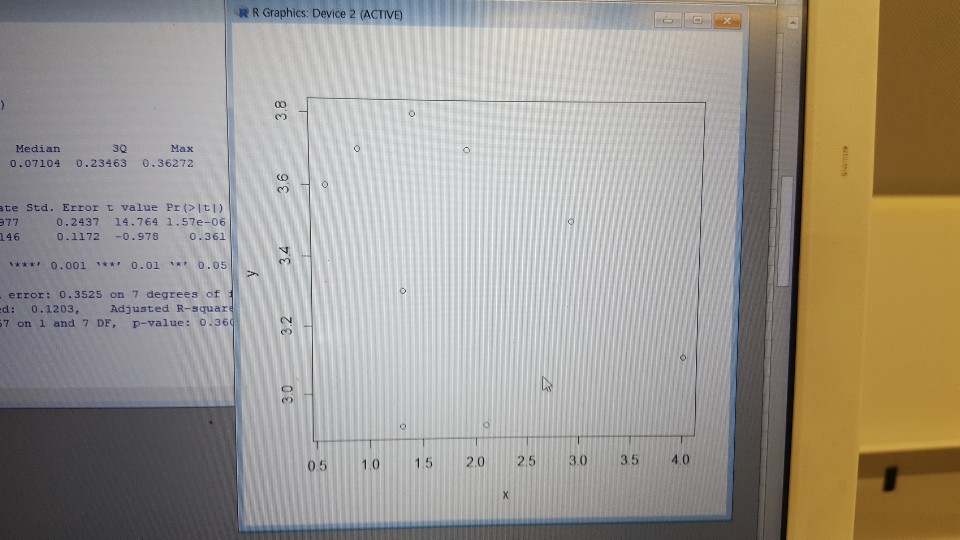 R Graphics: Device 2 (ACTIVE)
)
Median 3Q Max
0.07104 0.23463 0.36272
ate Std. Error t value Pr(>|t|)
977 0.2437 14.764 1.57e-06
146 0.1172 -0.978 0.361
'***' 0.001 '**' 0.01 '*' 0.05
error: 0.3525 on 7 degrees of
ed: 0.1203, Adjusted R-square
67 on 1 and 7 DF, p-value: 0.360
3.8
3.6
3.4
3.2
3.0
y
0.5 1.0 1.5 2.0 2.5 3.0 3.5 4.0
x